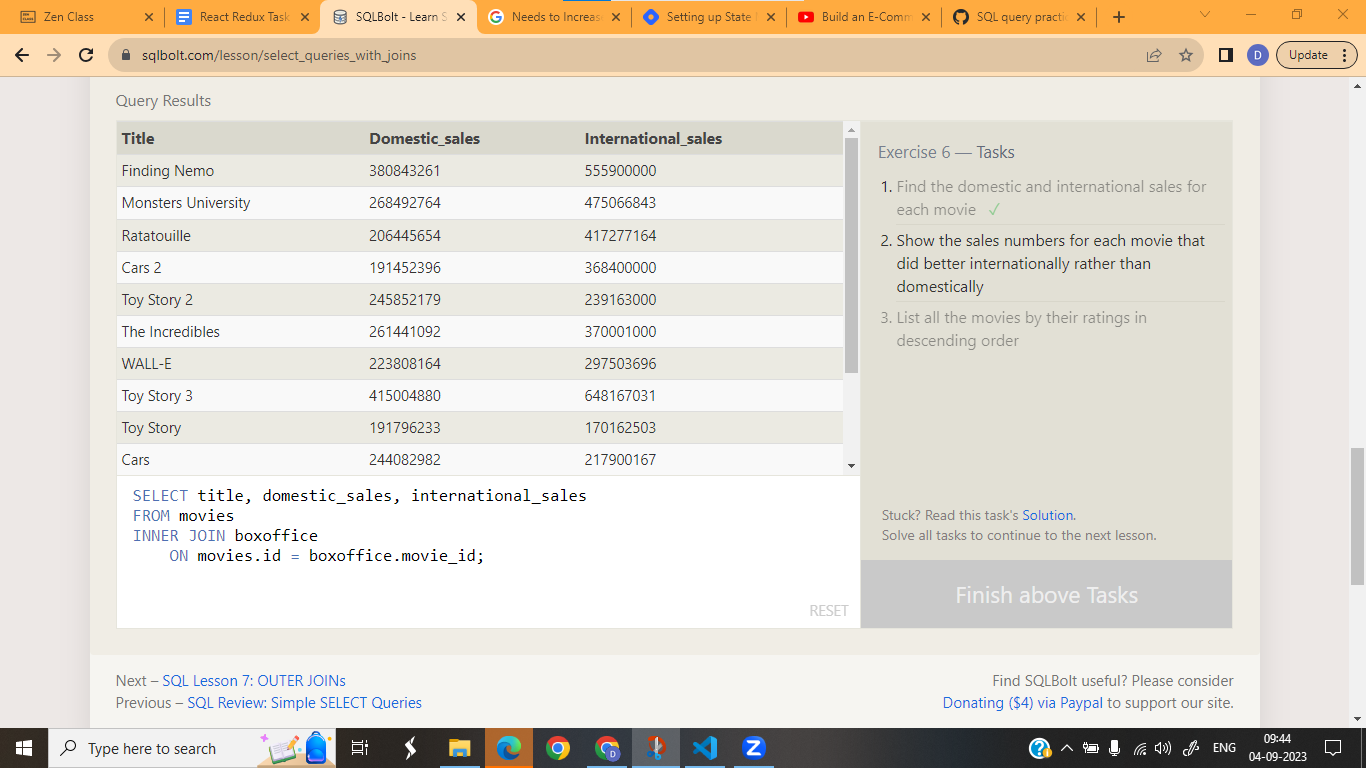 Zen Class
React Redux Task
SQLBolt - Learn S
Needs to Increas
Setting up State
Build an E-Comm
SQL query practi
sqlbolt.com/lesson/select_queries_with_joins
D
Update
Query Results
Title Domestic_sales International_sales
Finding Nemo 380843261 555900000
Monsters University 268492764 475066843
Ratatouille 206445654 417277164
Cars 2 191452396 368400000
Toy Story 2 245852179 239163000
The Incredibles 261441092 370001000
WALL-E 223808164 297503696
Toy Story 3 415004880 648167031
Toy Story 191796233 170162503
Cars 244082982 217900167
SELECT title, domestic_sales, international_sales
FROM movies
INNER JOIN boxoffice
ON movies.id = boxoffice.movie_id;
RESET
Exercise 6 — Tasks
1. Find the domestic and international sales for
each movie ✓
2. Show the sales numbers for each movie that
did better internationally rather than
domestically
3. List all the movies by their ratings in
descending order
Stuck? Read this task's Solution.
Solve all tasks to continue to the next lesson.
Finish above Tasks
Next – SQL Lesson 7: OUTER JOINs
Previous – SQL Review: Simple SELECT Queries
Find SQLBolt useful? Please consider
Donating ($4) via Paypal to support our site.
Type here to search
D
Z
ENG
09:44
04-09-2023